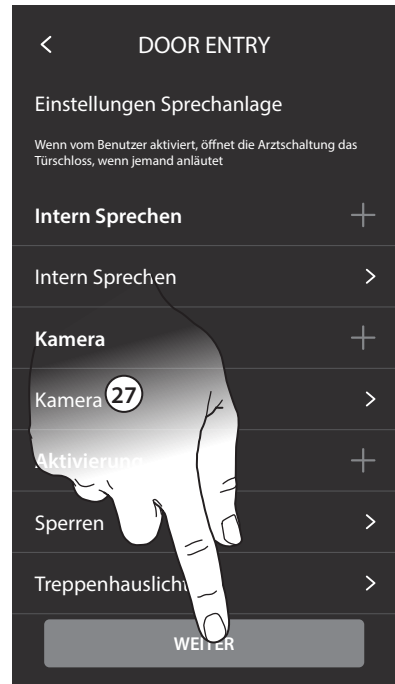 DOOR ENTRY
Einstellungen Sprechanlage
Wenn vom Benutzer aktiviert, öffnet die Arztschaltung das
Türschloss, wenn jemand anläutet
Intern Sprechen
Intern Sprechen
Kamera
Kamera 27
Aktivierung
Sperren
Treppenhauslicht
WEITER